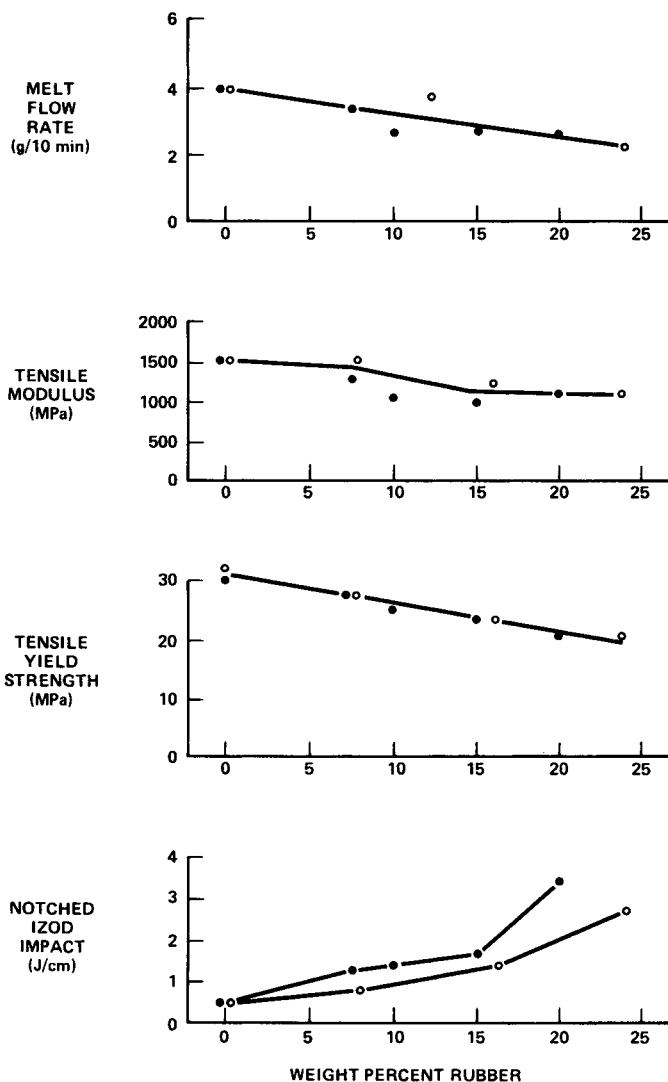 MELT
FLOW
RATE
(g/10 min)
6
4
2
0
0 5 10 15 20 25
TENSILE
MODULUS
(MPa)
2000
1500
1000
500
0
0 5 10 15 20 25
TENSILE
YIELD
STRENGTH
(MPa)
30
20
10
0
0 5 10 15 20 25
NOTCHED
IZOD
IMPACT
(J/cm)
4
3
2
1
0
0 5 10 15 20 25
WEIGHT PERCENT RUBBER